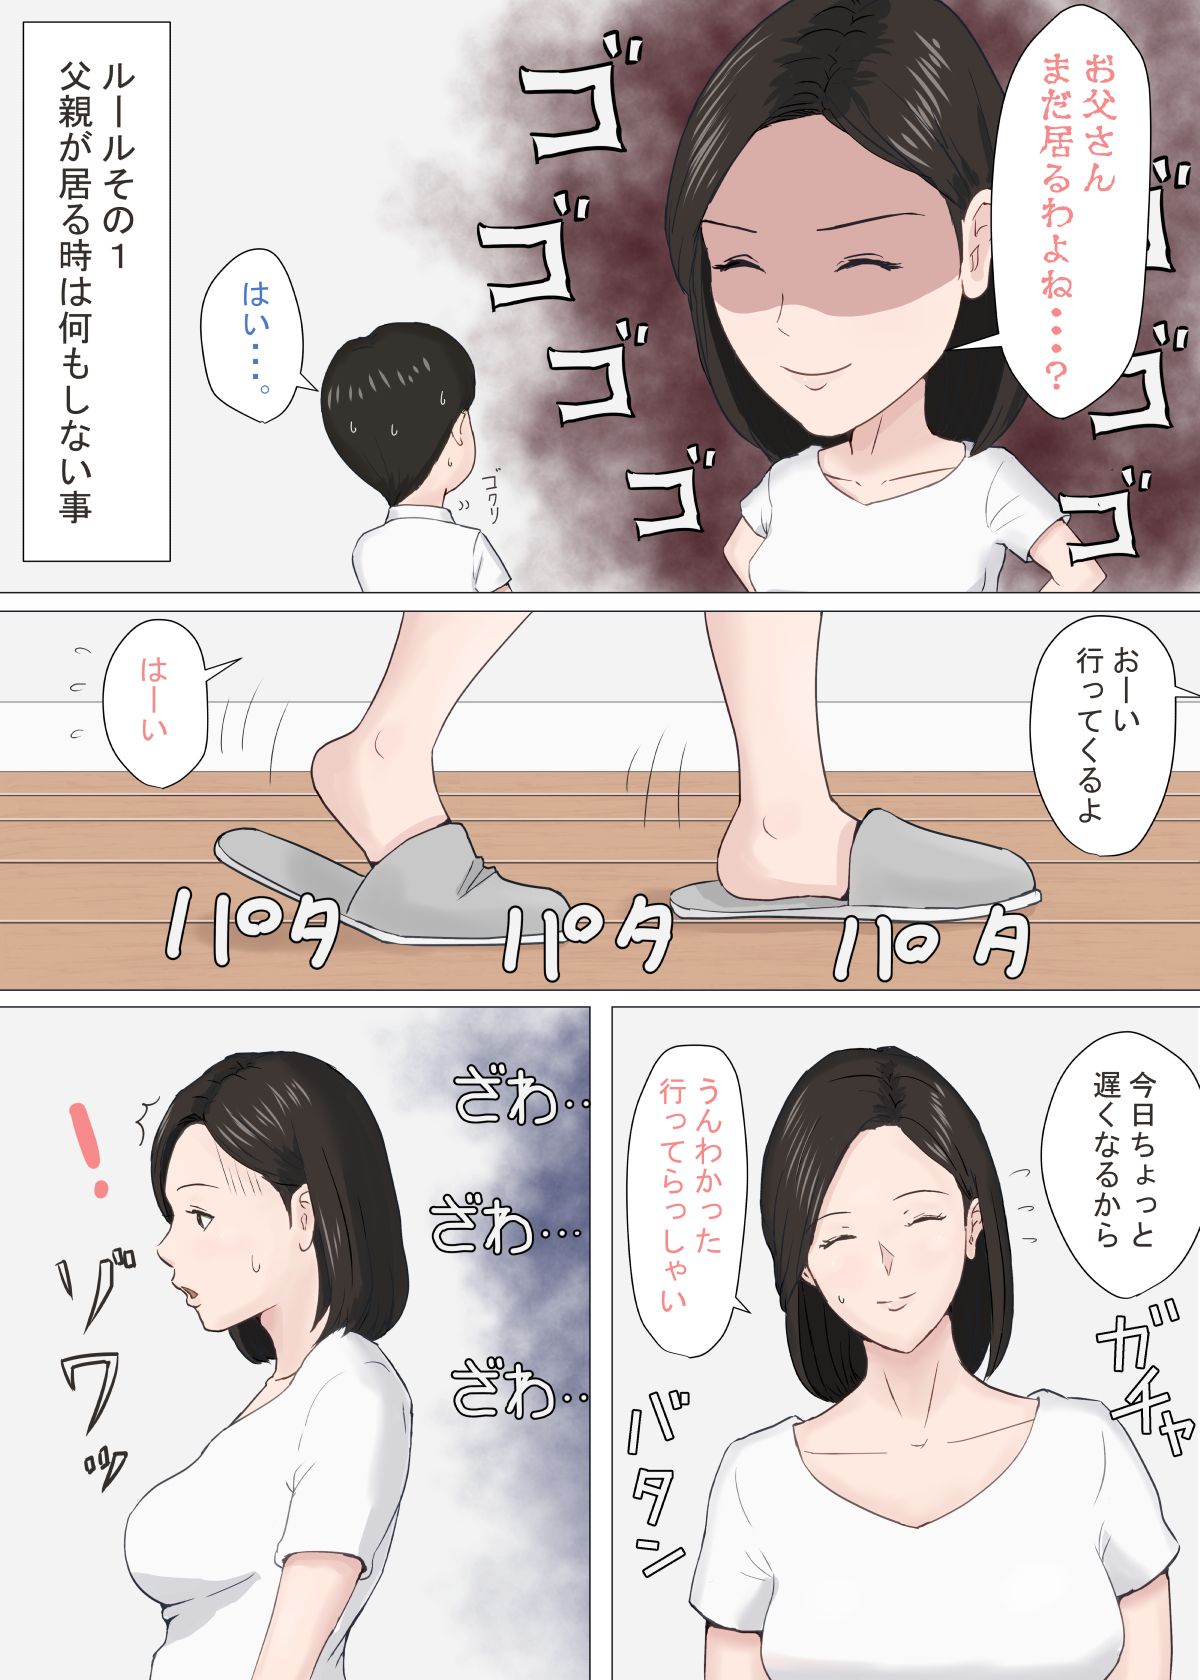 お父さん
まだ居るわよね・・・？
ゴ
ゴ
ゴ
ゴ
ゴ
ゴ
ゴ
はい・・・。
ゴクリ
ルールその１
父親が居る時は何もしない事
おーい
行ってくるよ
はーい
パタ
パタ
パタ
今日ちょっと
遅くなるから
うんわかった
行ってらっしゃい
ガチャ
バタン
ざわ…
ざわ…
ざわ…
！
ゾワッ